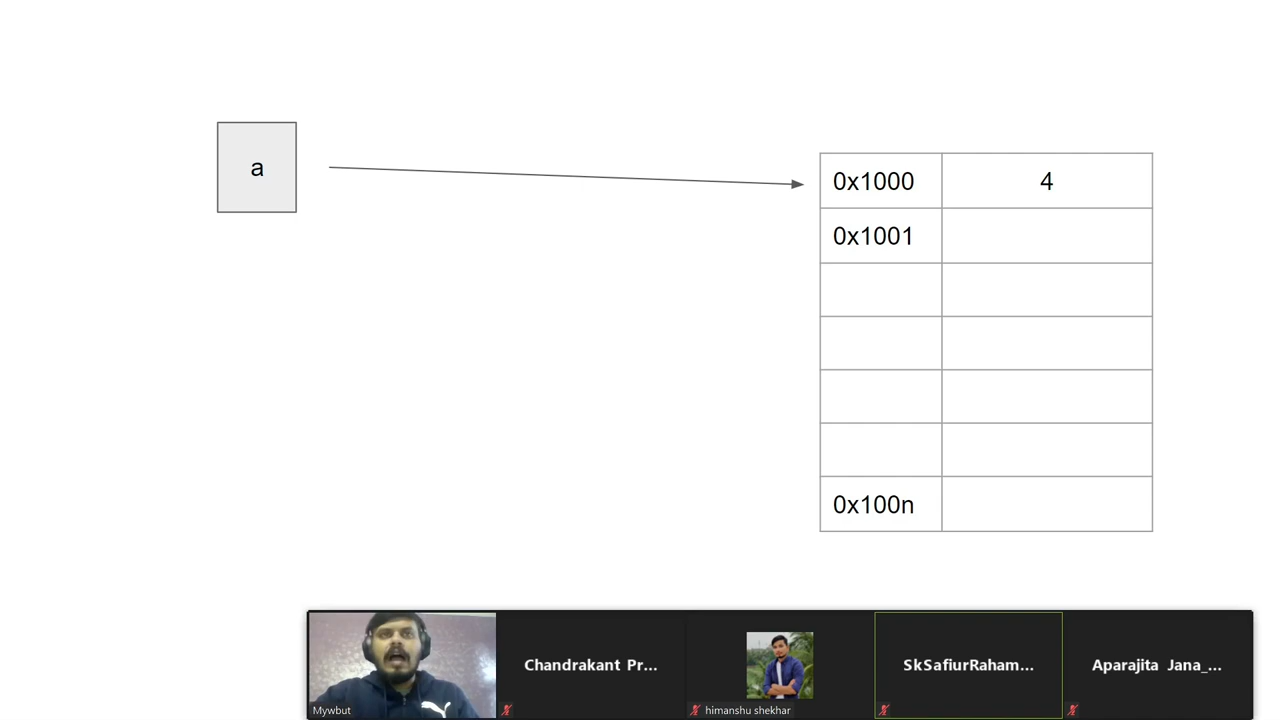 a
0x1000 4
0x1001
0x100n
Chandrakant Pr...
SkSafiurRaham...
Aparajita Jana_...
Mywbut
himanshu shekhar